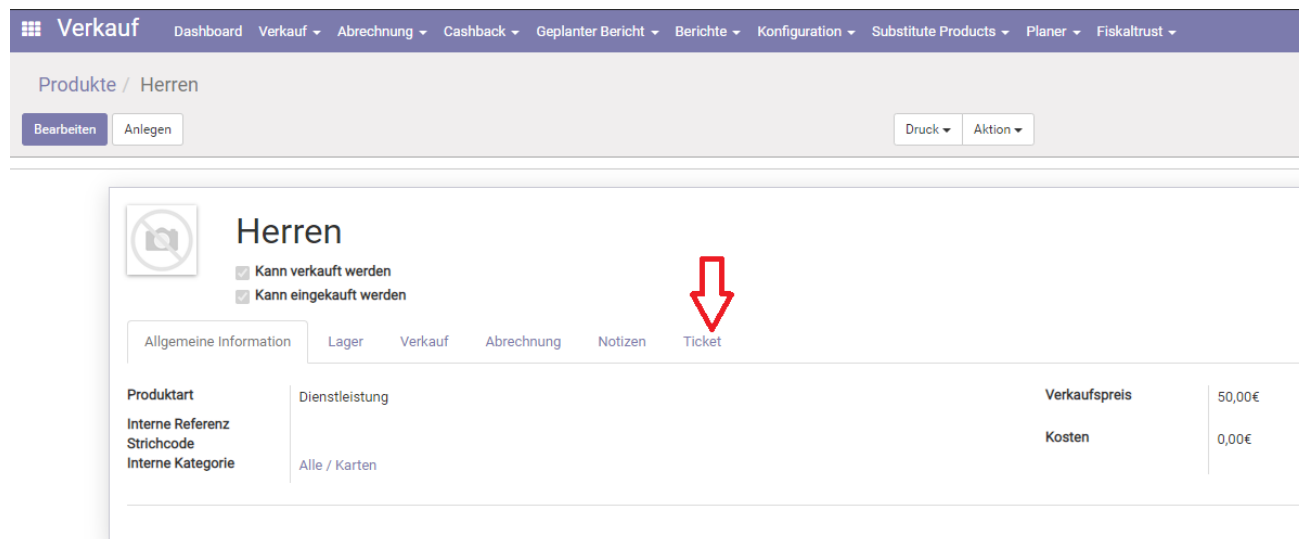 Verkauf Dashboard Verkauf Abrechnung Cashback Geplanter Bericht Berichte Konfiguration Substitute Products Planer Fiskaltrust
Produkte / Herren
Bearbeiten Anlegen Druck Aktion
Herren
Kann verkauft werden
Kann eingekauft werden
Allgemeine Information Lager Verkauf Abrechnung Notizen Ticket
Produktart Dienstleistung Verkaufspreis 50,00€
Interne Referenz
Strichcode Kosten 0,00€
Interne Kategorie Alle / Karten